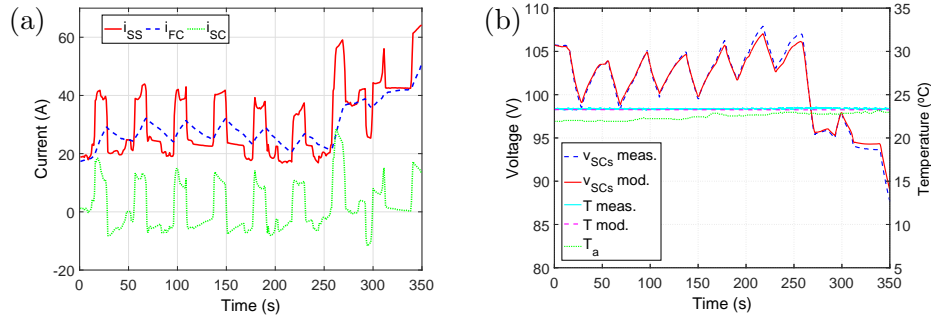 (a)
i_SS i_FC i_SC
60
40
20
0
-20
0 50 100 150 200 250 300 350
Current (A)
Time (s)
(b)
110
105
100
95
90
85
80
35
30
25
20
15
10
5
0 50 100 150 200 250 300 350
Voltage (V)
Temperature (ºC)
Time (s)
v_SCs meas.
v_SCs mod.
T meas.
T mod.
T_a